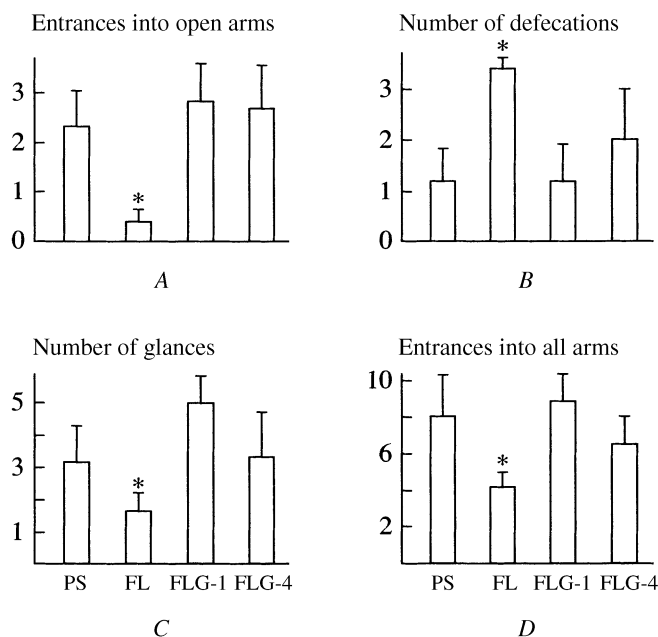 Entrances into open arms
3
2
1
0
*
A
Number of defecations
3
2
1
0
*
B
Number of glances
5
3
1
*
PS FL FLG-1 FLG-4
C
Entrances into all arms
10
6
2
*
PS FL FLG-1 FLG-4
D